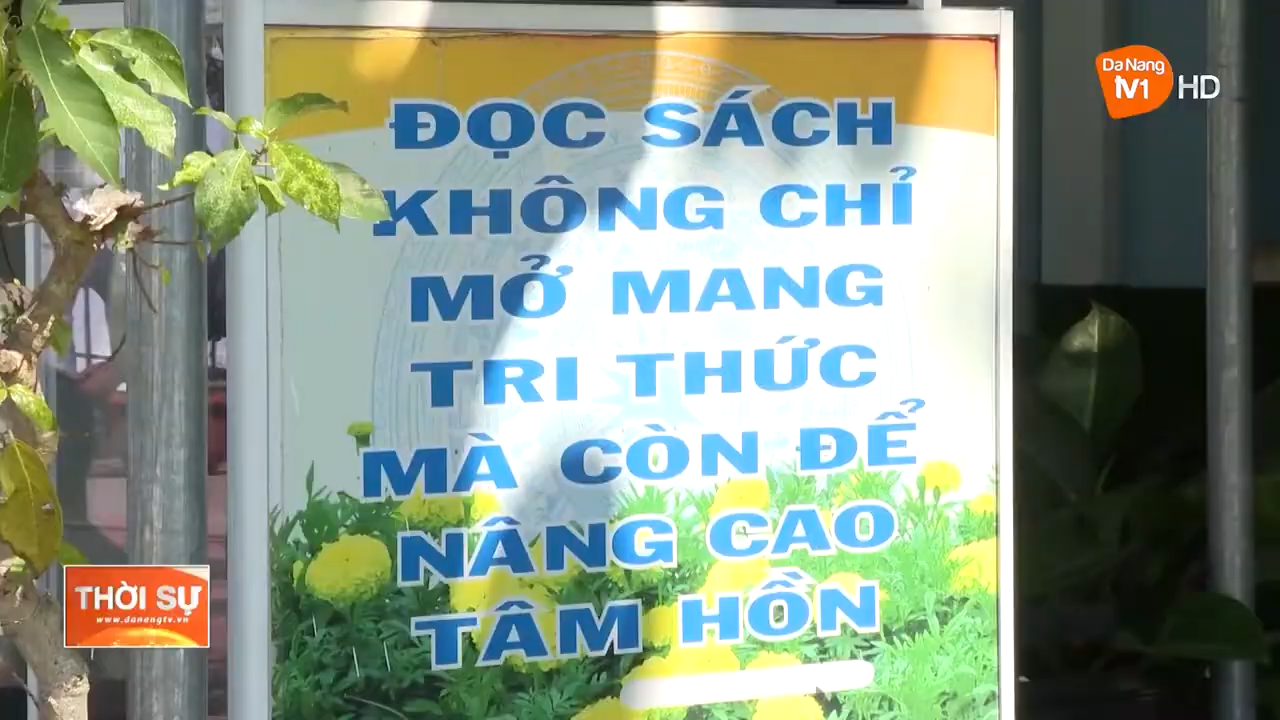 Da Nang
TV1 HD
ĐỌC SÁCH
KHÔNG CHỈ
MỞ MANG
TRI THỨC
MÀ CÒN ĐỂ
NÂNG CAO
TÂM HỒN
THỜI SỰ
www.danangtv.vn